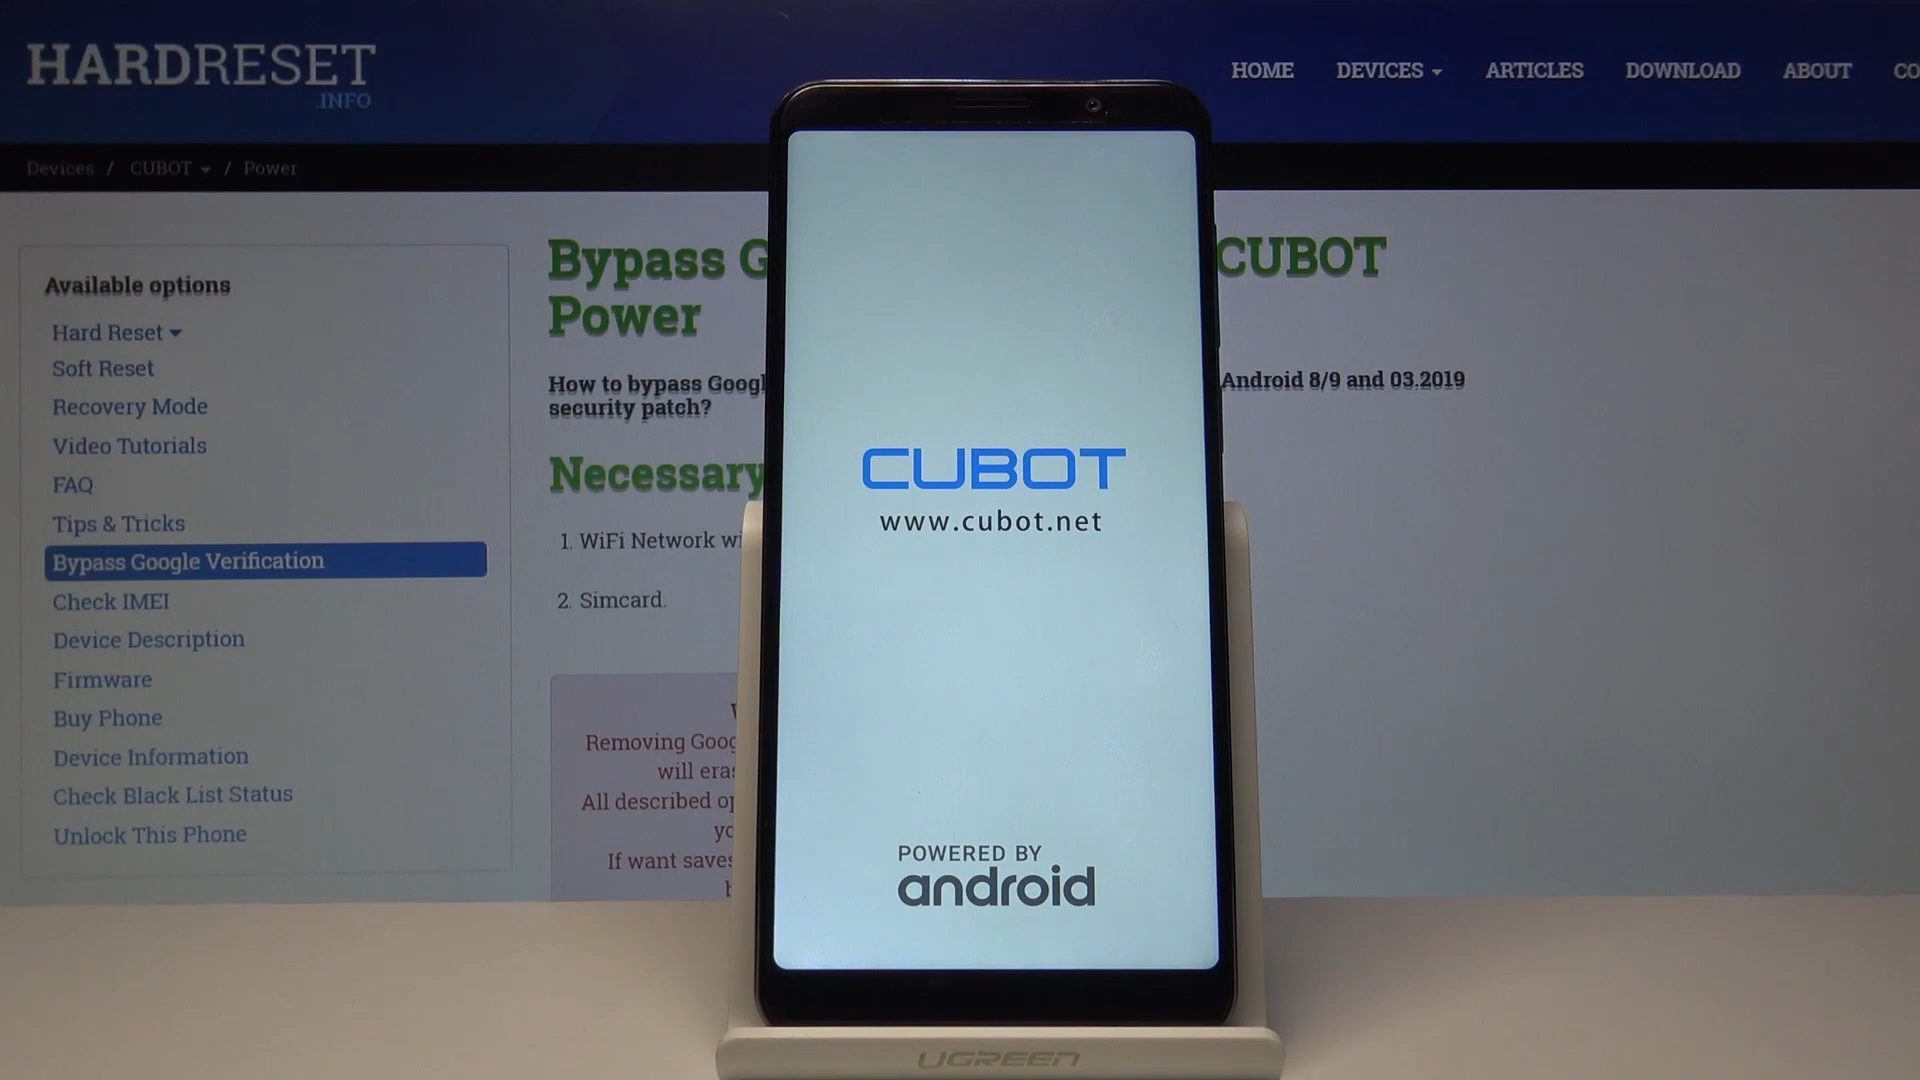 HARDRESET
.INFO
HOME DEVICES ARTICLES DOWNLOAD ABOUT
Devices / CUBOT / Power
Available options
Hard Reset
Soft Reset
Recovery Mode
Video Tutorials
FAQ
Tips & Tricks
Bypass Google Verification
Check IMEI
Device Description
Firmware
Buy Phone
Device Information
Check Black List Status
Unlock This Phone
Bypass CUBOT
Power
How to bypass Android 8/9 and 03.2019
security patch?
Necessary
1. WiFi Network
2. Simcard.
Removing
will
All described
If want
CUBOT
www.cubot.net
POWERED BY
android
UGREEN